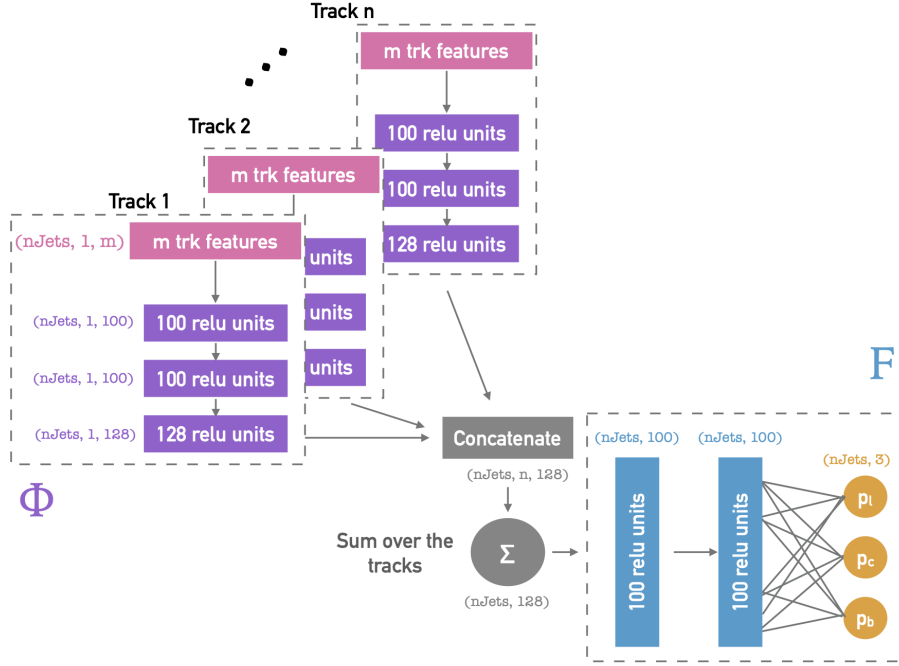 Track n
m trk features
100 relu units
100 relu units
128 relu units
Track 2
m trk features
units
units
units
Track 1
(nJets, 1, m)
m trk features
(nJets, 1, 100)
100 relu units
(nJets, 1, 100)
100 relu units
(nJets, 1, 128)
128 relu units
Φ
Concatenate
(nJets, n, 128)
Sum over the
tracks
Σ
(nJets, 128)
F
(nJets, 100)
(nJets, 100)
(nJets, 3)
100 relu units
100 relu units
pl
pc
pb